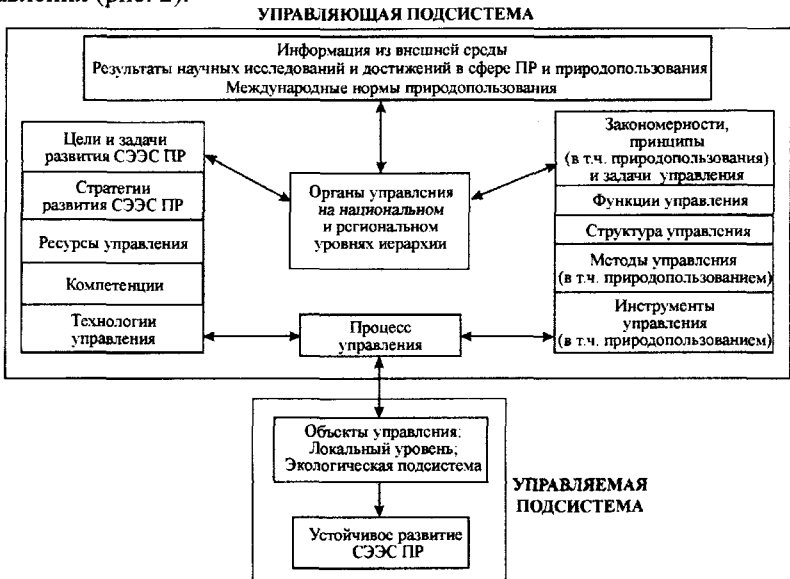 вления (рис. 2).
УПРАВЛЯЮЩАЯ ПОДСИСТЕМА
Информация из внешней среды
Результаты научных исследований и достижений в сфере ПР и природопользования
Международные нормы природопользования
Цели и задачи
развития СЭЭС ПР
Стратегии
развития СЭЭС ПР
Ресурсы управления
Компетенции
Технологии
управления
Органы управления
на национальном
и региональном
уровнях иерархии
Процесс
управления
Закономерности,
принципы
(в т.ч. природопользования)
и задачи управления
Функции управления
Структура управления
Методы управления
(в т.ч. природопользованием)
Инструменты
управления
(в т.ч. природопользованием)
Объекты управления:
Локальный уровень;
Экологическая подсистема
УПРАВЛЯЕМАЯ
ПОДСИСТЕМА
Устойчивое развитие
СЭЭС ПР